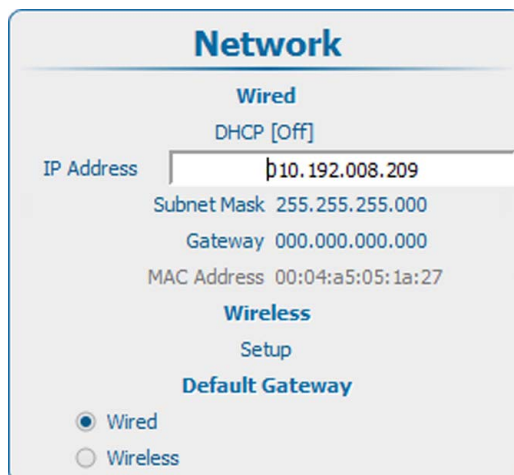 Network
Wired
DHCP [Off]
IP Address 010.192.008.209
Subnet Mask 255.255.255.000
Gateway 000.000.000.000
MAC Address 00:04:a5:05:1a:27
Wireless
Setup
Default Gateway
Wired
Wireless